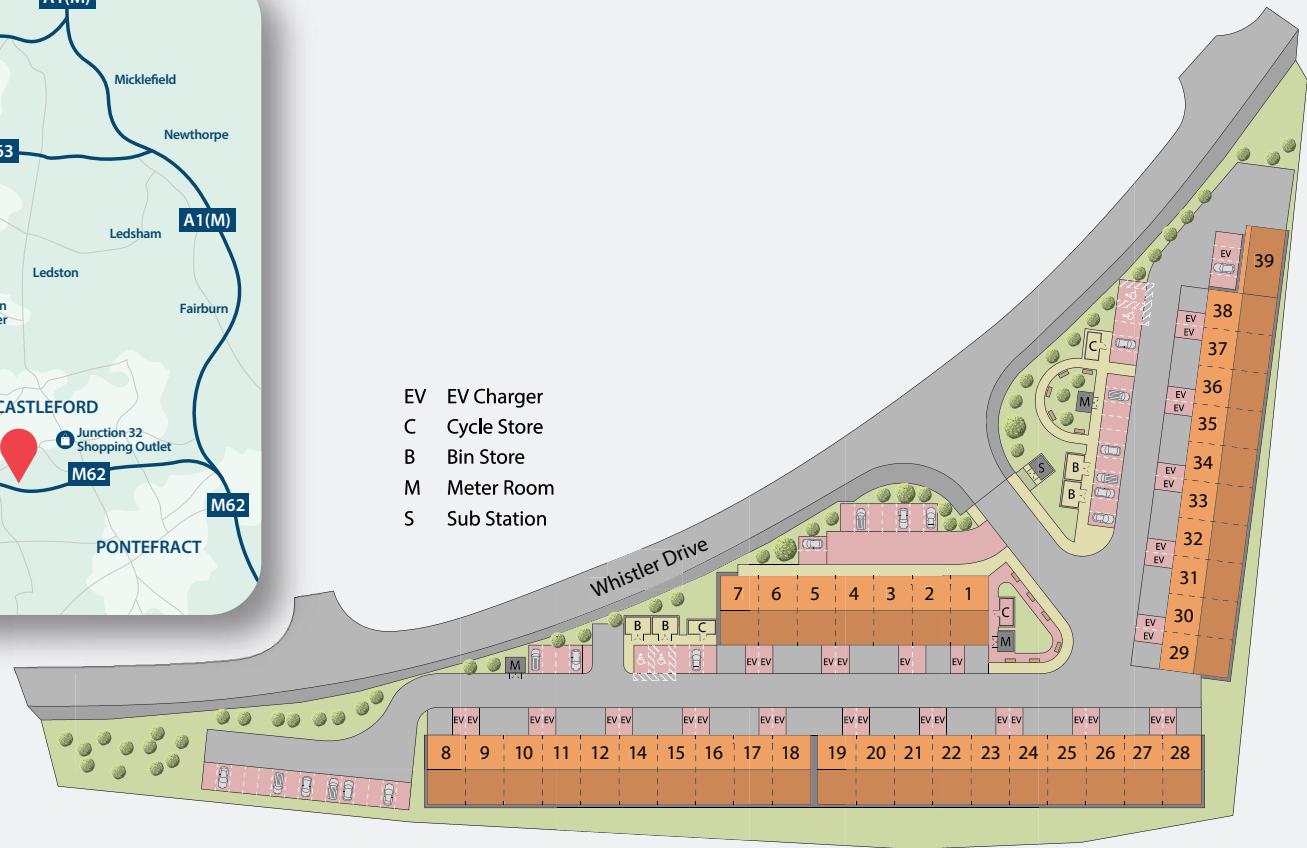 A1(M)
Micklefield
Newthorpe
63
A1(M)
Ledsham
Ledston
Fairburn
n
er
CASTLEFORD
Junction 32
Shopping Outlet
M62
M62
PONTEFRACT
EV EV Charger
C Cycle Store
B Bin Store
M Meter Room
S Sub Station
Whistler Drive
EV
39
38
EV
EV
37
C
36
EV
EV
M
35
34
EV
EV
S
B
B
33
32
EV
EV
31
30
EV
EV
29
7 6 5 4 3 2 1
C
M
B B C
M
EV EV EV EV EV EV
EV EV EV EV EV EV EV EV EV EV EV EV EV EV EV EV EV EV EV EV
8 9 10 11 12 14 15 16 17 18 19 20 21 22 23 24 25 26 27 28